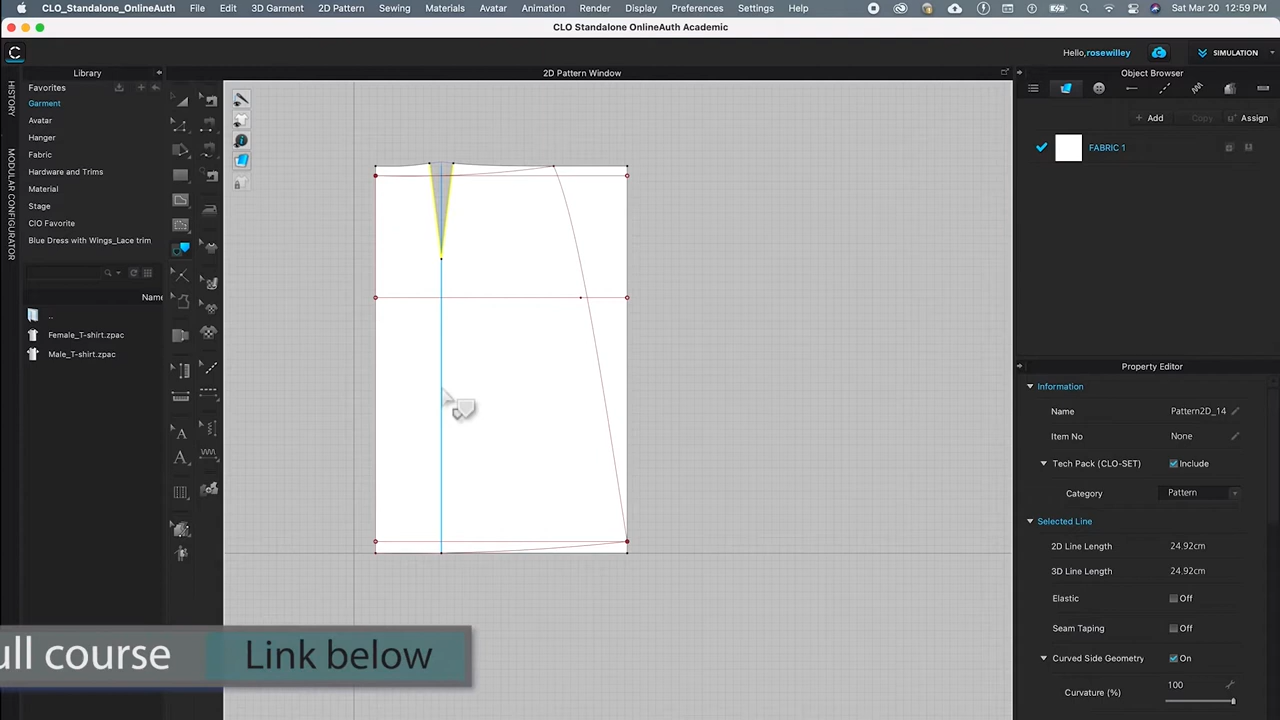 CLO_Standalone_OnlineAuth File Edit 3D Garment 2D Pattern Sewing Materials Avatar Animation Render Display Preferences Settings Help Sat Mar 20 12:59 PM
CLO Standalone OnlineAuth Academic
Hello,rosewilley SIMULATION
Library 2D Pattern Window Object Browser
HISTORY
MODULAR CONFIGURATOR
Favorites
Garment
Avatar
Hanger
Fabric
Hardware and Trims
Material
Stage
ClO Favorite
Blue Dress with Wings_Lace trim
Name
..
Female_T-shirt.zpac
Male_T-shirt.zpac
Add Copy Assign
FABRIC 1
Property Editor
Information
Name Pattern2D_14
Item No None
Tech Pack (CLO-SET) Include
Category Pattern
Selected Line
2D Line Length 24.92cm
3D Line Length 24.92cm
Elastic Off
Seam Taping Off
Curved Side Geometry On
Curvature (%) 100
ull course Link below